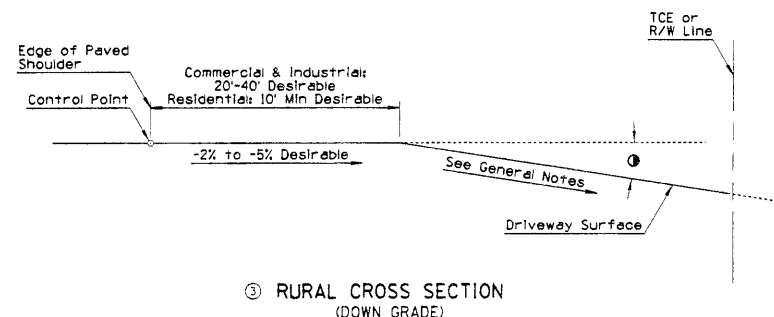 TCE or
R/W Line
Edge of Paved
Shoulder
Commercial & Industrial:
20'-40' Desirable
Residential: 10' Min Desirable
Control Point
-2% to -5% Desirable
See General Notes
Driveway Surface
③ RURAL CROSS SECTION
(DOWN GRADE)